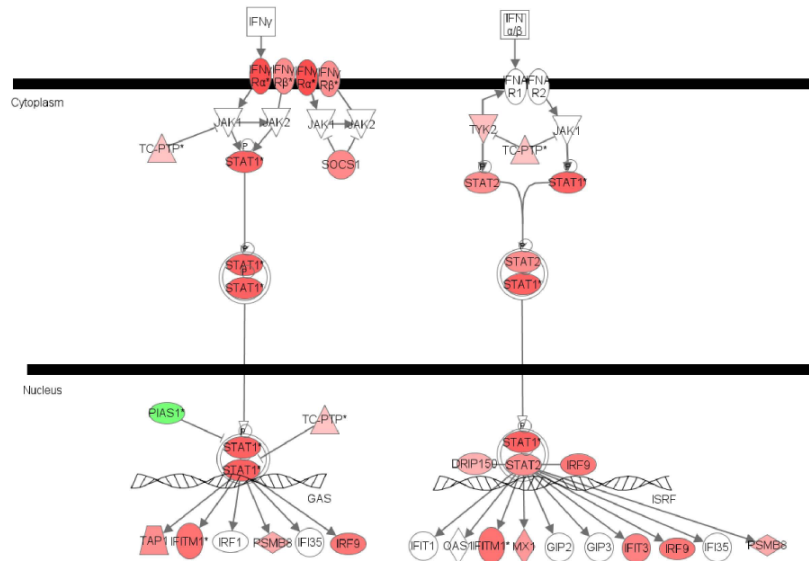 IFNγ
IFN
α/β
IFNγ
Rα*
IFNγ
Rβ*
IFNγ
Rα*
IFNγ
Rβ*
IFNA
R1
IFNA
R2
Cytoplasm
JAK1
JAK2
JAK1
JAK2
TYK2
JAK1
TC-PTP*
P
STAT1*
SOCS1
TC-PTP*
P
STAT2
P
STAT1*
P
STAT1*
P
STAT1*
P
STAT2
STAT1*
Nucleus
PIAS1*
TC-PTP*
P
STAT1*
STAT1*
GAS
P
STAT1*
DRIP150
STAT2
IRF9
ISRF
TAP1
IFITM1*
IRF1
PSMB8
IFI35
IRF9
IFIT1
OAS1
IFITM1*
MX1
GIP2
GIP3
IFIT3
IRF9
IFI35
PSMB8